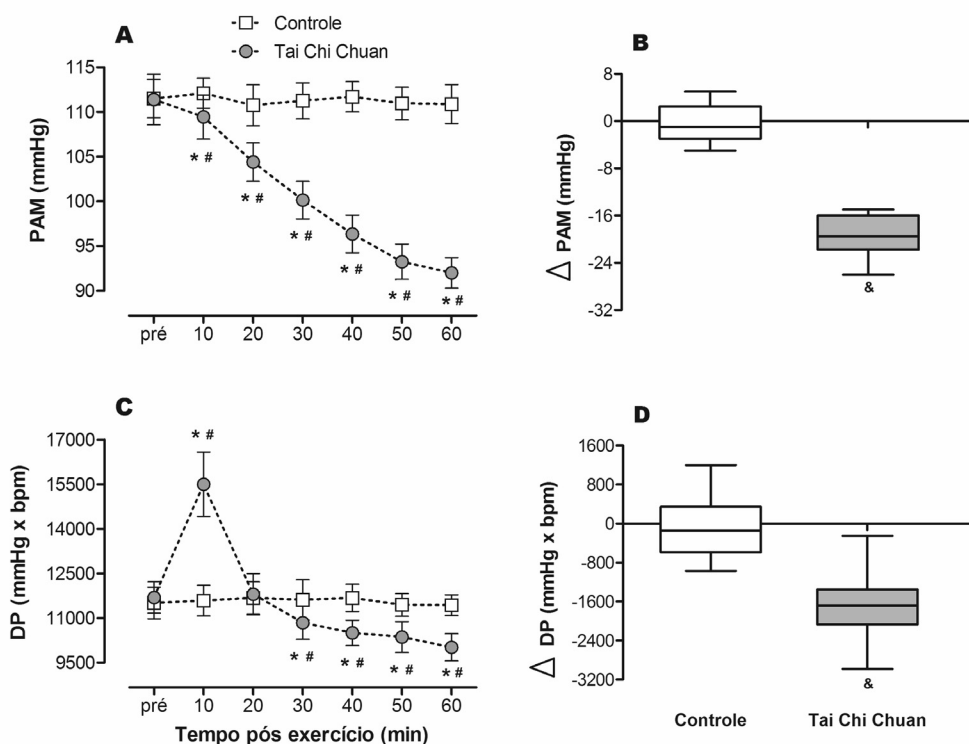 A
Controle
Tai Chi Chuan
PAM (mmHg)
115
110
105
100
95
90
* #
* #
* #
* #
* #
* #
pré 10 20 30 40 50 60
B
△ PAM (mmHg)
8
0
-8
-16
-24
-32
&
C
DP (mmHg x bpm)
17000
15500
14000
12500
11000
9500
* #
* #
* #
* #
* #
pré 10 20 30 40 50 60
Tempo pós exercício (min)
D
△ DP (mmHg x bpm)
1600
800
0
-800
-1600
-2400
-3200
&
Controle Tai Chi Chuan